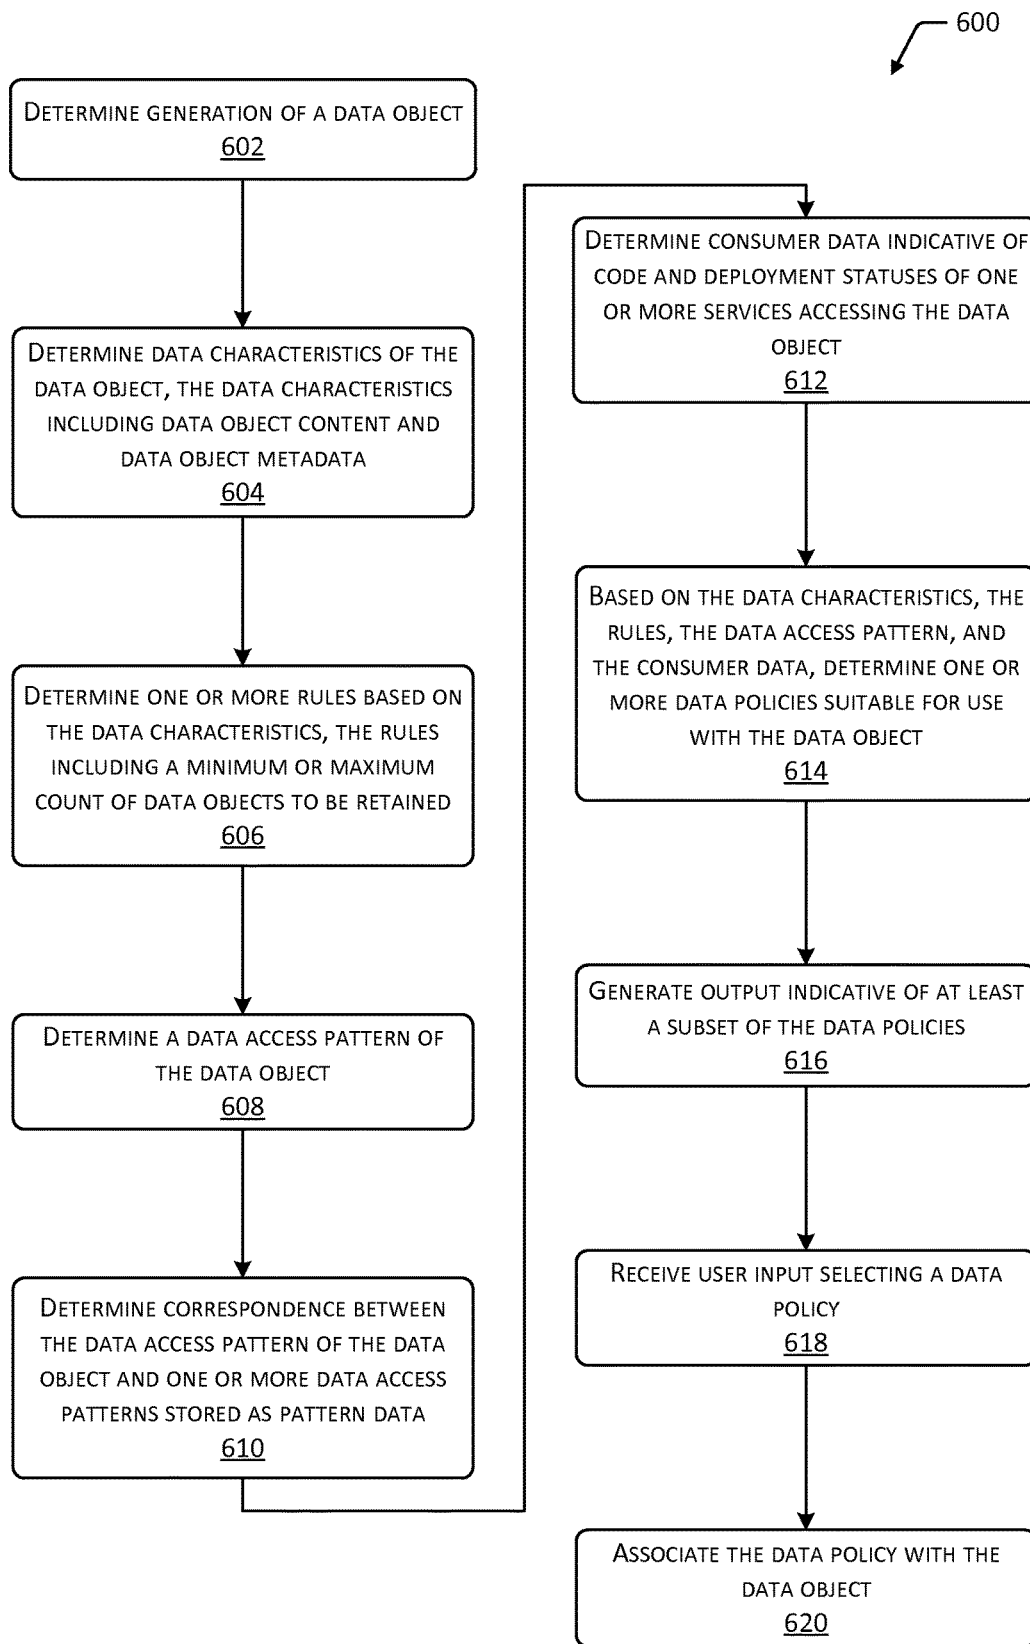 600
DETERMINE GENERATION OF A DATA OBJECT
602
DETERMINE DATA CHARACTERISTICS OF THE
DATA OBJECT, THE DATA CHARACTERISTICS
INCLUDING DATA OBJECT CONTENT AND
DATA OBJECT METADATA
604
DETERMINE ONE OR MORE RULES BASED ON
THE DATA CHARACTERISTICS, THE RULES
INCLUDING A MINIMUM OR MAXIMUM
COUNT OF DATA OBJECTS TO BE RETAINED
606
DETERMINE A DATA ACCESS PATTERN OF
THE DATA OBJECT
608
DETERMINE CORRESPONDENCE BETWEEN
THE DATA ACCESS PATTERN OF THE DATA
OBJECT AND ONE OR MORE DATA ACCESS
PATTERNS STORED AS PATTERN DATA
610
DETERMINE CONSUMER DATA INDICATIVE OF
CODE AND DEPLOYMENT STATUSES OF ONE
OR MORE SERVICES ACCESSING THE DATA
OBJECT
612
BASED ON THE DATA CHARACTERISTICS, THE
RULES, THE DATA ACCESS PATTERN, AND
THE CONSUMER DATA, DETERMINE ONE OR
MORE DATA POLICIES SUITABLE FOR USE
WITH THE DATA OBJECT
614
GENERATE OUTPUT INDICATIVE OF AT LEAST
A SUBSET OF THE DATA POLICIES
616
RECEIVE USER INPUT SELECTING A DATA
POLICY
618
ASSOCIATE THE DATA POLICY WITH THE
DATA OBJECT
620